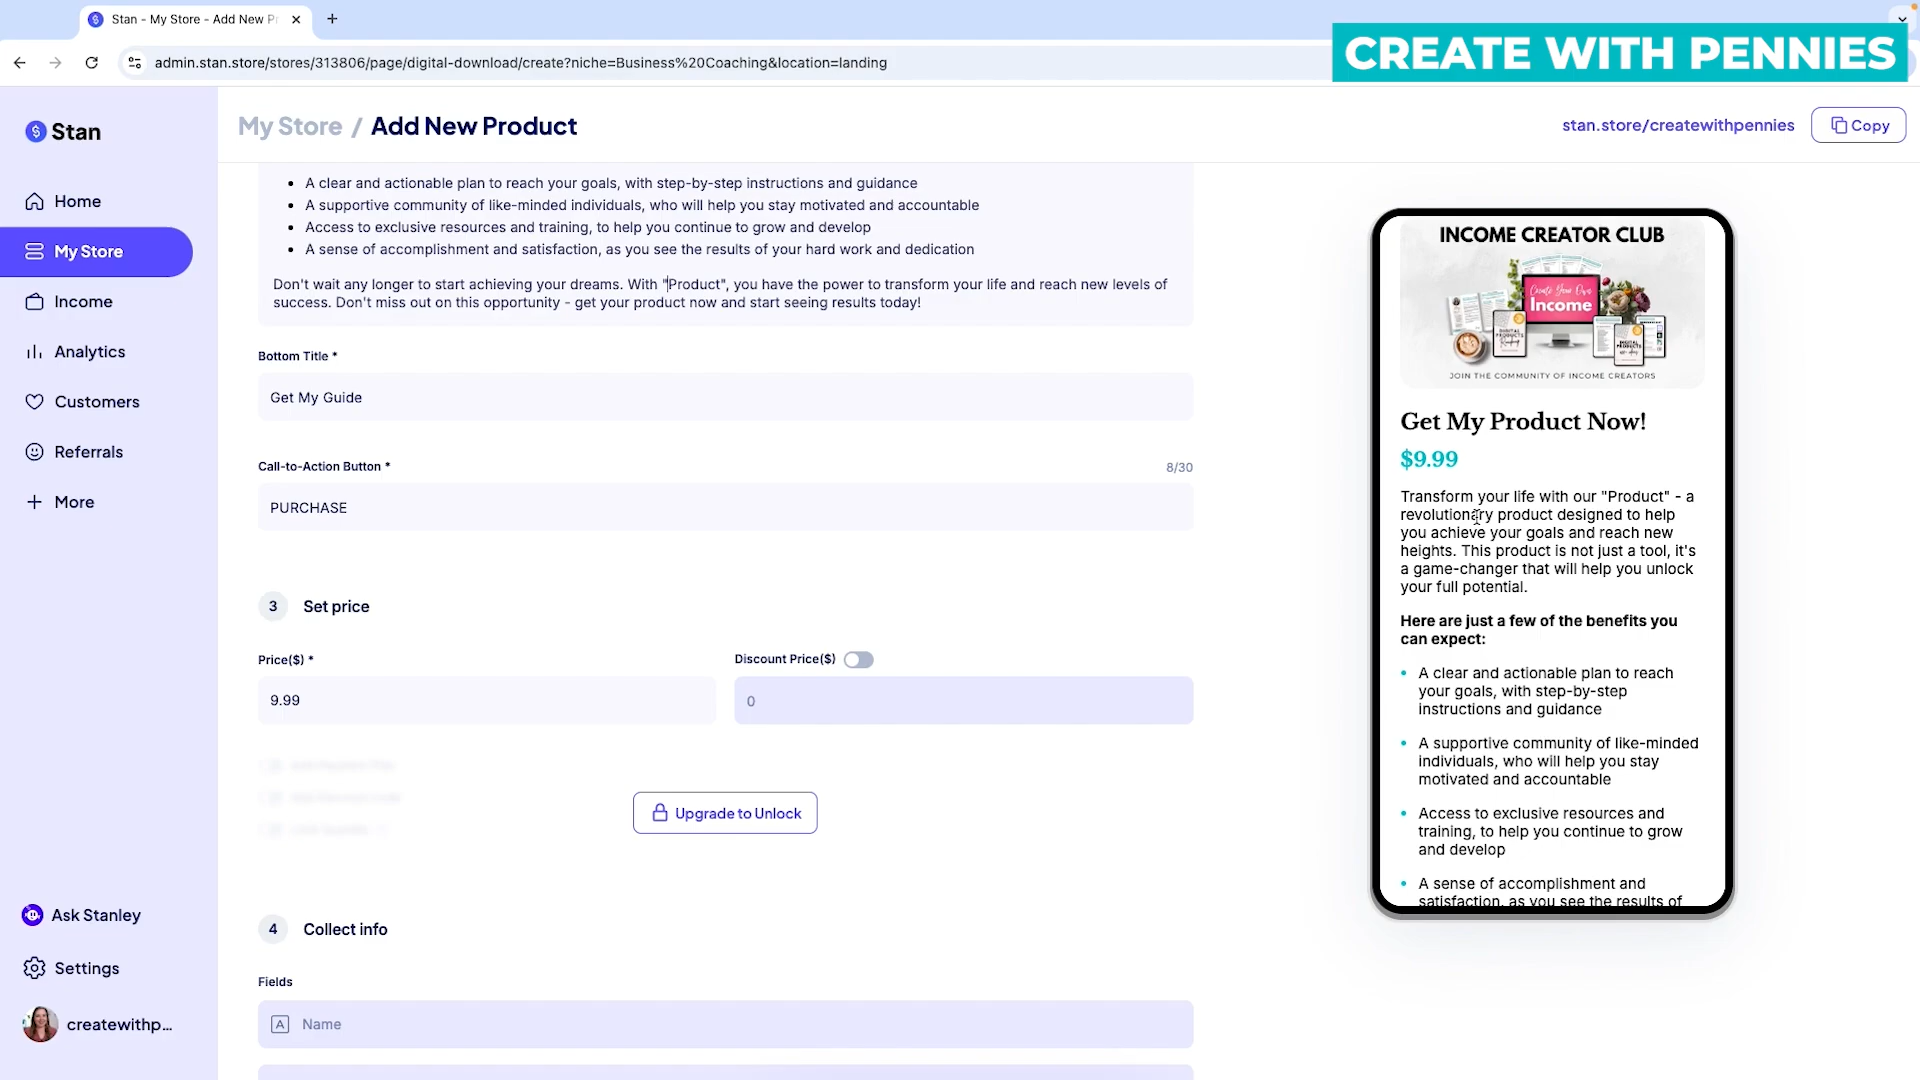 Stan - My Store - Add New Pr
CREATE WITH PENNIES
admin.stan.store/stores/313806/page/digital-download/create?niche=Business%20Coaching&location=landing
Stan
My Store / Add New Product
stan.store/createwithpennies
Copy
Home
My Store
Income
Analytics
Customers
Referrals
More
Ask Stanley
Settings
createwithp...
A clear and actionable plan to reach your goals, with step-by-step instructions and guidance
A supportive community of like-minded individuals, who will help you stay motivated and accountable
Access to exclusive resources and training, to help you continue to grow and develop
A sense of accomplishment and satisfaction, as you see the results of your hard work and dedication
Don't wait any longer to start achieving your dreams. With "Product", you have the power to transform your life and reach new levels of
success. Don't miss out on this opportunity - get your product now and start seeing results today!
Bottom Title *
Get My Guide
Call-to-Action Button *
8/30
PURCHASE
3 Set price
Price($) *
Discount Price($)
9.99
0
Upgrade to Unlock
4 Collect info
Fields
Name
INCOME CREATOR CLUB
Create Your Own
Income
DIGITAL
PRODUCTS
Roadmap
JOIN THE COMMUNITY OF INCOME CREATORS
Get My Product Now!
$9.99
Transform your life with our "Product" - a
revolutionary product designed to help
you achieve your goals and reach new
heights. This product is not just a tool, it's
a game-changer that will help you unlock
your full potential.
Here are just a few of the benefits you
can expect:
A clear and actionable plan to reach
your goals, with step-by-step
instructions and guidance
A supportive community of like-minded
individuals, who will help you stay
motivated and accountable
Access to exclusive resources and
training, to help you continue to grow
and develop
A sense of accomplishment and
satisfaction, as you see the results of